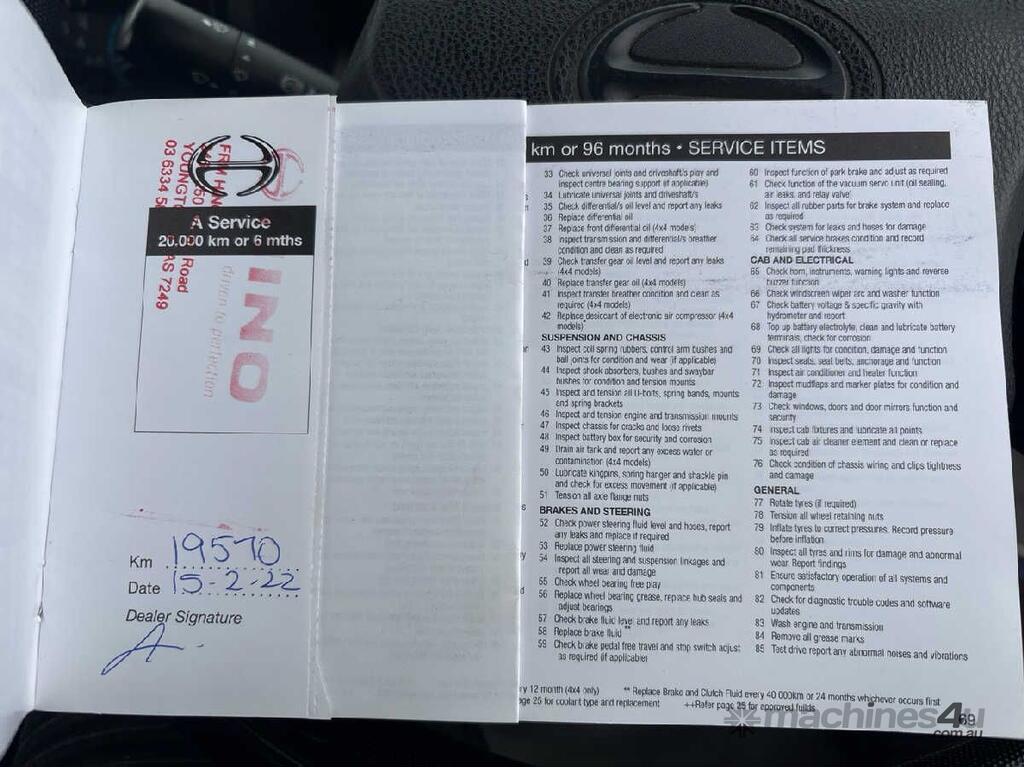 A Service
20.000 km or 6 mths
03 6334 5
Road
AS 7249
INO
driven to perfection
Km 19570
Date 15-2-22
Dealer Signature
km or 96 months • SERVICE ITEMS
33 Check universal joints and driveshaft's play and
inspect centre bearing support (if applicable)
34 Lubricate universal joints and driveshaft/s
35 Check differential/s oil level and report any leaks
36 Replace differential oil
37 Replace front differential oil (4x4 models)
38 Inspect transmission and differential/s breather
condition and clean as required
39 Check transfer gear oil level and report any leaks
(4x4 models)
40 Replace transfer gear oil (4x4 models)
41 Inspect transfer breather condition and clean as
required (4x4 models)
42 Replace desiccart of electronic air compressor (4x4
models)
SUSPENSION AND CHASSIS
43 Inspect coil spring rubbers, control arm bushes and
ball joints for condition and wear (if applicable)
44 Inspect shock absorbers, bushes and swaybar
bushes for condition and tension mounts
45 Inspect and tension all U-bolts, spring bands, mounts
and spring brackets
46 Inspect and tension engine and transmission mounts
47 Inspect chassis for cracks and loose rivets
48 Inspect battery box for security and corrosion
49 Drain air tank and report any excess water or
contamination (4x4 models)
50 Lubricate kingpins, spring hanger and shackle pin
and check for excess movement (if applicable)
51 Tension all axle flange nuts
BRAKES AND STEERING
52 Check power steering fluid level and hoses, report
any leaks and replace if required
53 Replace power steering fluid
54 Inspect all steering and suspension linkages and
report all wear and damage
55 Check wheel bearing free play
56 Replace wheel bearing grease, replace hub seals and
adjust bearings
57 Check brake fluid level and report any leaks
58 Replace brake fluid **
59 Check brake pedal free travel and stop switch adjust
as required (if applicable)
60 Inspect function of park brake and adjust as required
61 Check function of the vacuum servo unit (oil sealing,
air leaks, and relay valve)
62 Inspect all rubber parts for brake system and replace
as required
63 Check system for leaks and hoses for damage
64 Check all service brakes condition and record
remaining pad thickness
CAB AND ELECTRICAL
65 Check horn, instruments, warning lights and reverse
buzzer function
66 Check windscreen wiper arc and washer function
67 Check battery voltage & specific gravity with
hydrometer and report
68 Top up battery electrolyte, clean and lubricate battery
terminals, check for corrosion
69 Check all lights for condition, damage and function
70 Inspect seats, seat belts, anchorage and function
71 Inspect air conditioner and heater function
72 Inspect mudflaps and marker plates for condition and
damage
73 Check windows, doors and door mirrors function and
security
74 Inspect cab fixtures and lubricate all points
75 Inspect cab air cleaner element and clean or replace
as required
76 Check condition of chassis wiring and clips tightness
and damage
GENERAL
77 Rotate tyres (if required)
78 Tension all wheel retaining nuts
79 Inflate tyres to correct pressures. Record pressure
before inflation
80 Inspect all tyres and rims for damage and abnormal
wear. Report findings
81 Ensure satisfactory operation of all systems and
components
82 Check for diagnostic trouble codes and software
updates
83 Wash engine and transmission
84 Remove all grease marks
85 Test drive report any abnormal noises and vibrations
ry 12 month (4x4 only) ** Replace Brake and Clutch Fluid every 40 000km or 24 months whichever occurs first
ge 25 for coolant type and replacement ++Refer page 25 for approved fluids
69
machines4u
.com.au